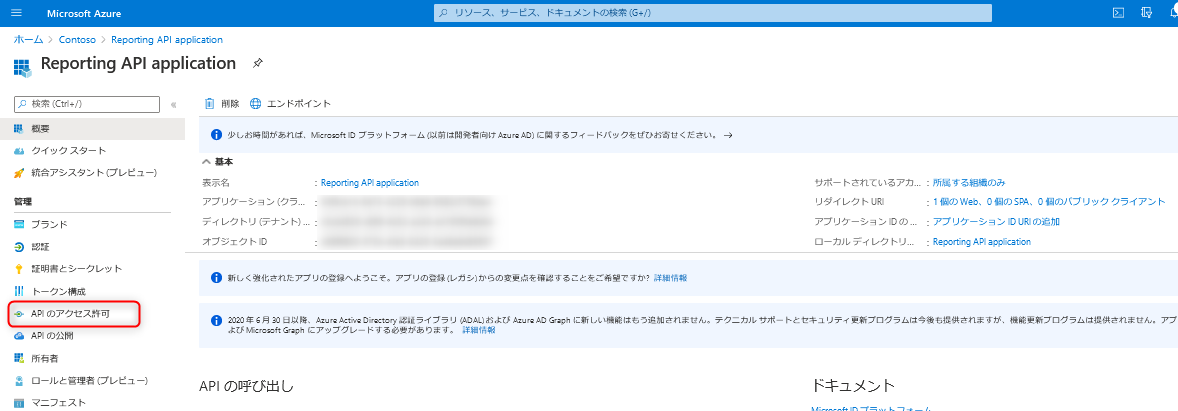 Microsoft Azure
リソース、サービス、ドキュメントの検索 (G+/)
ホーム > Contoso > Reporting API application
Reporting API application
検索 (Ctrl+/)
«
概要
クイック スタート
統合アシスタント (プレビュー)
管理
ブランド
認証
証明書とシークレット
トークン構成
API のアクセス許可
API の公開
所有者
ロールと管理者 (プレビュー)
マニフェスト
削除
エンドポイント
少しお時間があれば、Microsoft ID プラットフォーム (以前は開発者向け Azure AD) に関するフィードバックをぜひお寄せください。 →
基本
表示名 : Reporting API application
アプリケーション (クラ... :
ディレクトリ (テナント)... :
オブジェクト ID :
サポートされているアカ... : 所属する組織のみ
リダイレクト URI : 1 個の Web、0 個の SPA、0 個のパブリック クライアント
アプリケーション ID の... : アプリケーション ID URI の追加
ローカル ディレクトリ... : Reporting API application
新しく強化されたアプリの登録へようこそ。アプリの登録 (レガシ) からの変更点を確認することをご希望ですか? 詳細情報
2020 年 6 月 30 日以降、Azure Active Directory 認証ライブラリ (ADAL) および Azure AD Graph に新しい機能はもう追加されません。テクニカル サポートとセキュリティ更新プログラムは今後も提供されますが、機能更新プログラムは提供されません。アプ
よび Microsoft Graph にアップグレードする必要があります。 詳細情報
API の呼び出し
ドキュメント
Microsoft ID プラットフォーム